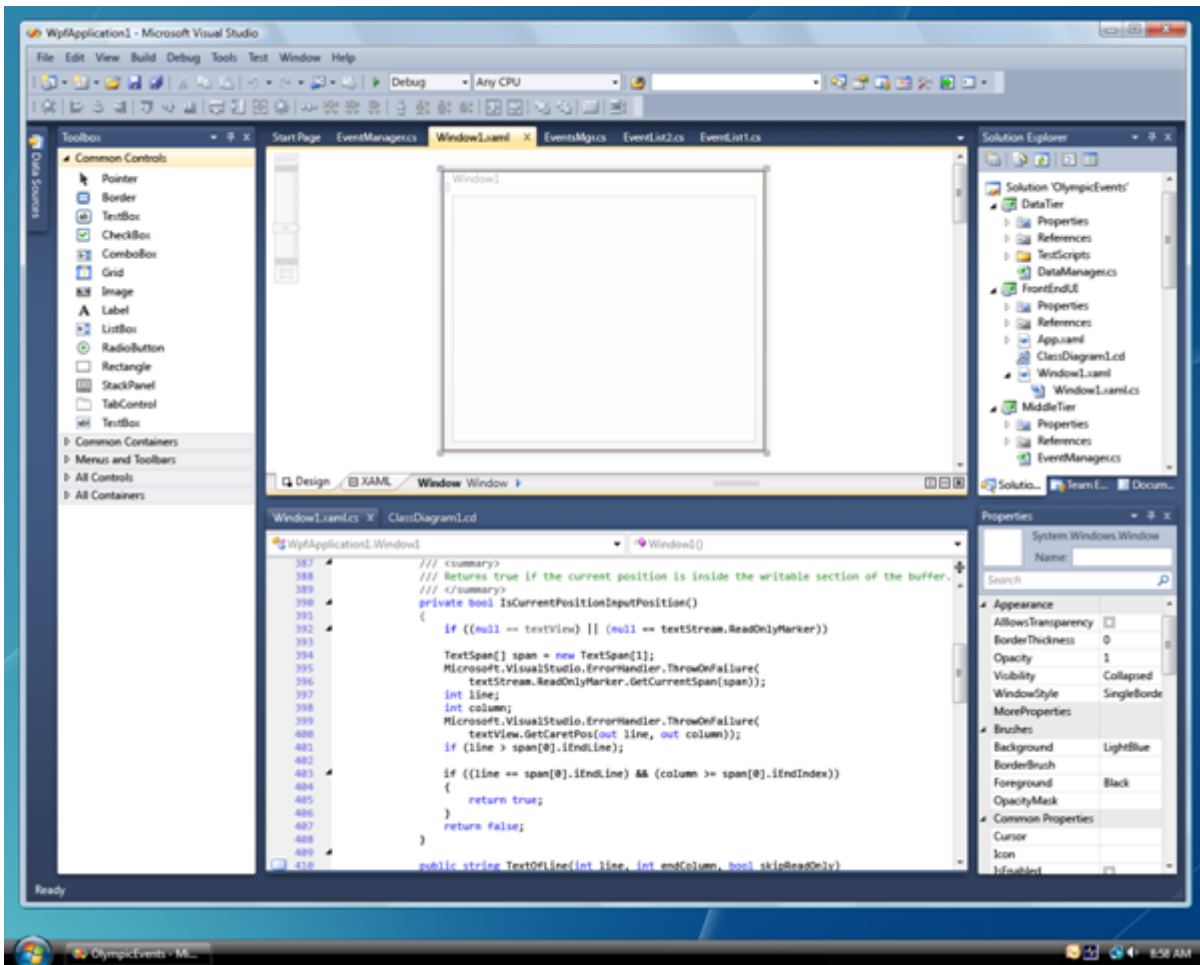 WpfApplication1 - Microsoft Visual Studio
File Edit View Build Debug Tools Test Window Help
Debug Any CPU
Data Sources
Toolbox
Common Controls
Pointer
Border
TextBox
CheckBox
ComboBox
Grid
Image
Label
ListBox
RadioButton
Rectangle
StackPanel
TabControl
TextBox
Common Containers
Menus and Toolbars
All Controls
All Containers
Start Page EventManager.cs Window1.xaml X EventsMgr.cs EventList2.cs EventList1.cs
Window1
Design XAML Window Window
Window1.xaml.cs X ClassDiagram1.cd
WpfApplication1.Window1 Window1()
387 /// <summary>
388 /// Returns true if the current position is inside the writable section of the buffer.
389 /// </summary>
390 private bool IsCurrentPositionInputPosition()
391 {
392 if ((null == textView) || (null == textStream.ReadOnlyMarker))
393
394 TextSpan[] span = new TextSpan[1];
395 Microsoft.VisualStudio.ErrorHandler.ThrowOnFailure(
396 textStream.ReadOnlyMarker.GetCurrentSpan(span));
397 int line;
398 int column;
399 Microsoft.VisualStudio.ErrorHandler.ThrowOnFailure(
400 textView.GetCaretPos(out line, out column));
401 if (line > span[0].iEndLine);
402
403 if ((line == span[0].iEndLine) && (column >= span[0].iEndIndex))
404 {
405 return true;
406 }
407 return false;
408 }
409
410 public string TextOfLine(int line, int endColumn, bool skipReadOnly)
Solution Explorer
Solution 'OlympicEvents'
DataTier
Properties
References
TestScripts
DataManager.cs
FrontEndUI
Properties
References
App.xaml
ClassDiagram1.cd
Window1.xaml
Window1.xaml.cs
MiddleTier
Properties
References
EventManager.cs
Solutio... Team E... Docum...
Properties
System.Windows.Window
Name:
Search
Appearance
AlllowsTransparency
BorderThickness 0
Opacity 1
Visibility Collapsed
WindowStyle SingleBorde
MoreProperties
Brushes
Background LightBlue
BorderBrush
Foreground Black
OpacityMask
Common Properties
Cursor
Icon
IsEnabled
Ready
OlympicEvents - Mi...
8:58 AM